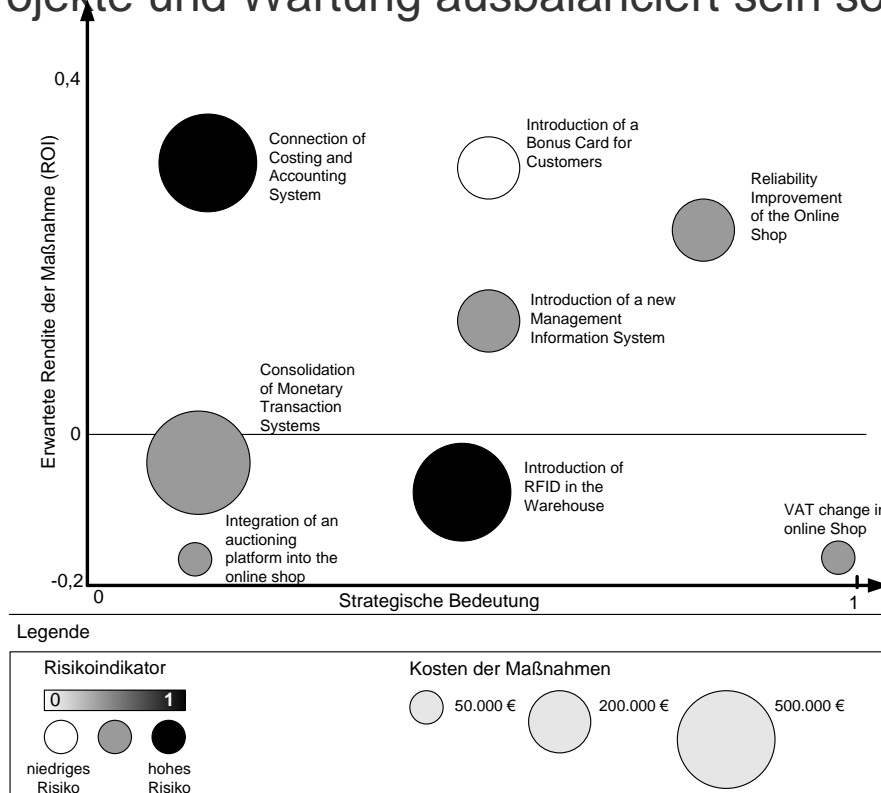 ojekte und Wartung ausbalanciert sein so
0,4
Connection of
Costing and
Accounting
System
Introduction of a
Bonus Card for
Customers
Reliability
Improvement
of the Online
Shop
Erwartete Rendite der Maßnahme (ROI)
Introduction of a new
Management
Information System
Consolidation
of Monetary
Transaction
Systems
0
Introduction of
RFID in the
Warehouse
Integration of an
auctioning
platform into the
online shop
VAT change in
online Shop
-0,2
0
Strategische Bedeutung
1
Legende
Risikoindikator
0
1
niedriges
Risiko
hohes
Risiko
Kosten der Maßnahmen
50.000 €
200.000 €
500.000 €